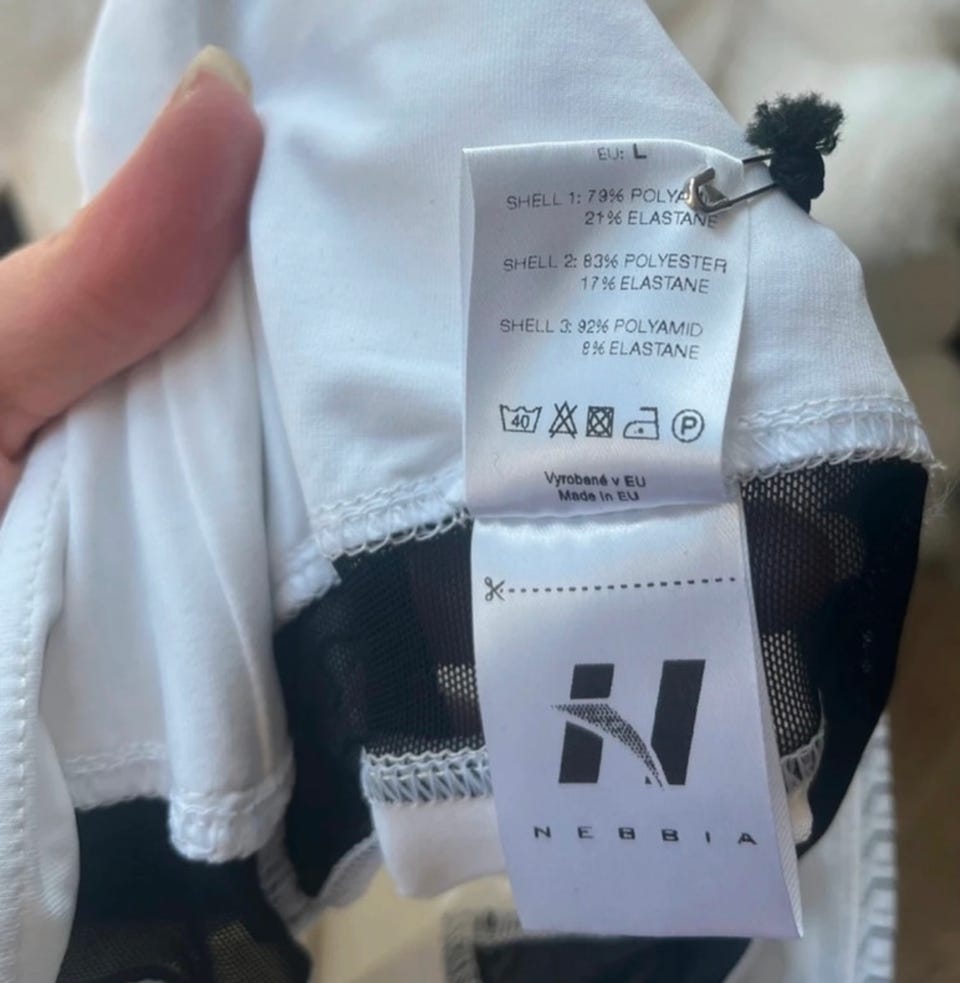 EU: L
SHELL 1: 79%
21% ELASTANE
SHELL 2: 83% POLYESTER
17% ELASTANE
SHELL 3: 92% POLYAMID
8% ELASTANE
40 P
Vyrobené v EU
Made in EU
N
NEBBIA